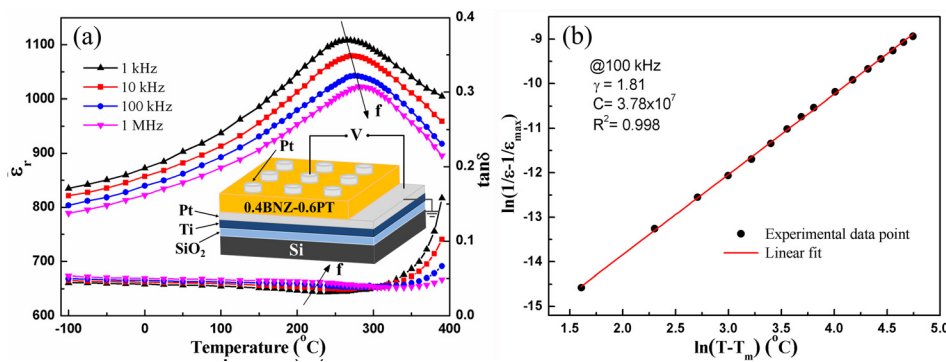 (a)
1 kHz
10 kHz
100 kHz
1 MHz
f
V
Pt
0.4BNZ-0.6PT
Pt
Ti
SiO2
Si
f
1100
1000
900
800
700
600
ε̄r
0.4
0.3
0.2
0.1
0.0
tanδ
-100 0 100 200 300 400
Temperature (°C)
(b)
@100 kHz
γ = 1.81
C= 3.78x10⁷
R²= 0.998
Experimental data point
Linear fit
-9
-10
-11
-12
-13
-14
-15
ln(1/ε-1/εmax)
1.5 2.0 2.5 3.0 3.5 4.0 4.5 5.0
ln(T-Tm) (°C)